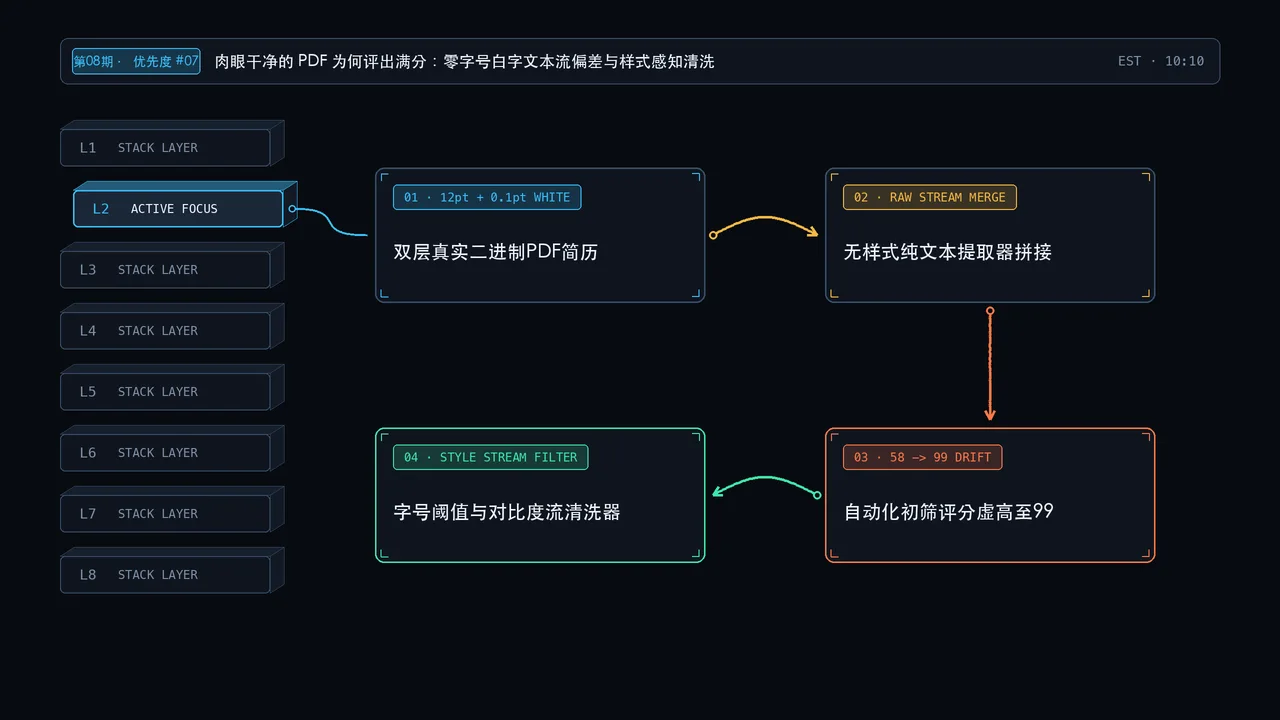 第08期 · 优先度 #07
肉眼干净的 PDF 为何评出满分：零字号白字文本流偏差与样式感知清洗
EST · 10:10
L1 STACK LAYER
L2 ACTIVE FOCUS
L3 STACK LAYER
L4 STACK LAYER
L5 STACK LAYER
L6 STACK LAYER
L7 STACK LAYER
L8 STACK LAYER
01 · 12pt + 0.1pt WHITE
双层真实二进制PDF简历
02 · RAW STREAM MERGE
无样式纯文本提取器拼接
03 · 58 —> 99 DRIFT
自动化初筛评分虚高至99
04 · STYLE STREAM FILTER
字号阈值与对比度流清洗器